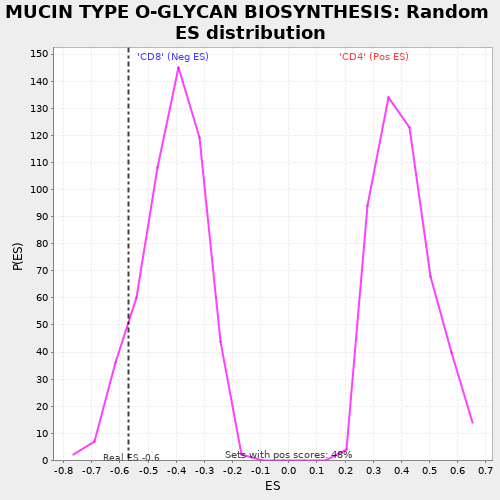 MUCIN TYPE O-GLYCAN BIOSYNTHESIS: Random
ES distribution
'CD8' (Neg ES)
'CD4' (Pos ES)
150
140
130
120
110
100
90
80
70
60
50
40
30
20
10
0
P(ES)
Real ES -0.6
Sets with pos scores: 48%
-0.8 -0.7 -0.6 -0.5 -0.4 -0.3 -0.2 -0.1 0.0 0.1 0.2 0.3 0.4 0.5 0.6 0.7
ES